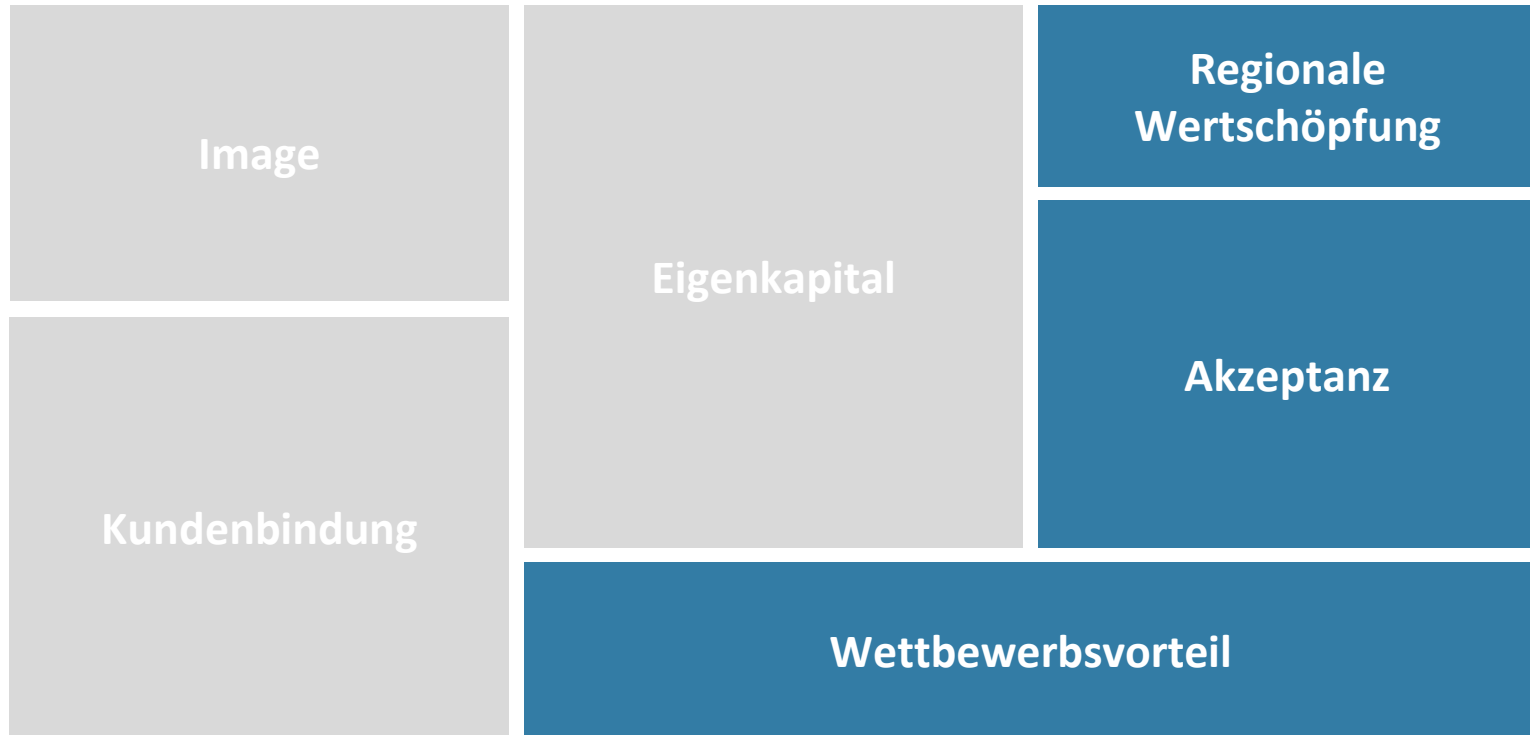 Image
Kundenbindung
Eigenkapital
Regionale
Wertschöpfung
Akzeptanz
Wettbewerbsvorteil